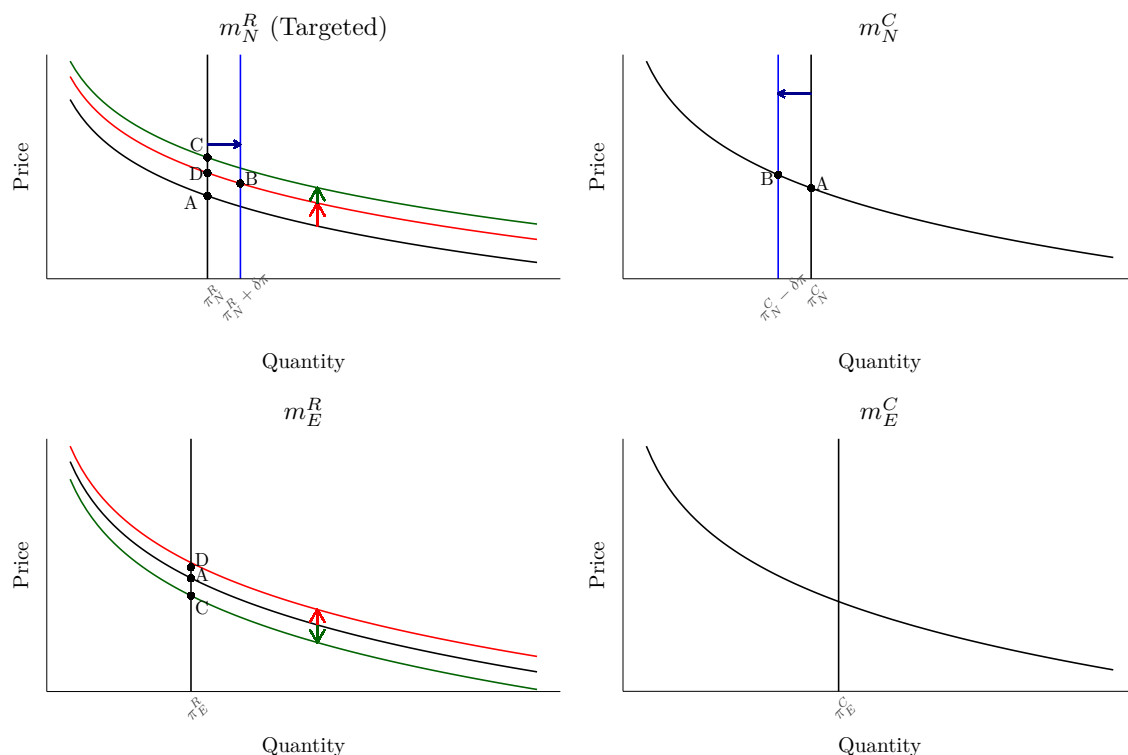 m_N^R (Targeted)
Price
C
D
B
A
π_N^R
π_N^R + δπ
Quantity
m_N^C
Price
B
A
π_N^C − δπ
π_N^C
Quantity
m_E^R
Price
D
A
C
π_E^R
Quantity
m_E^C
Price
π_E^C
Quantity